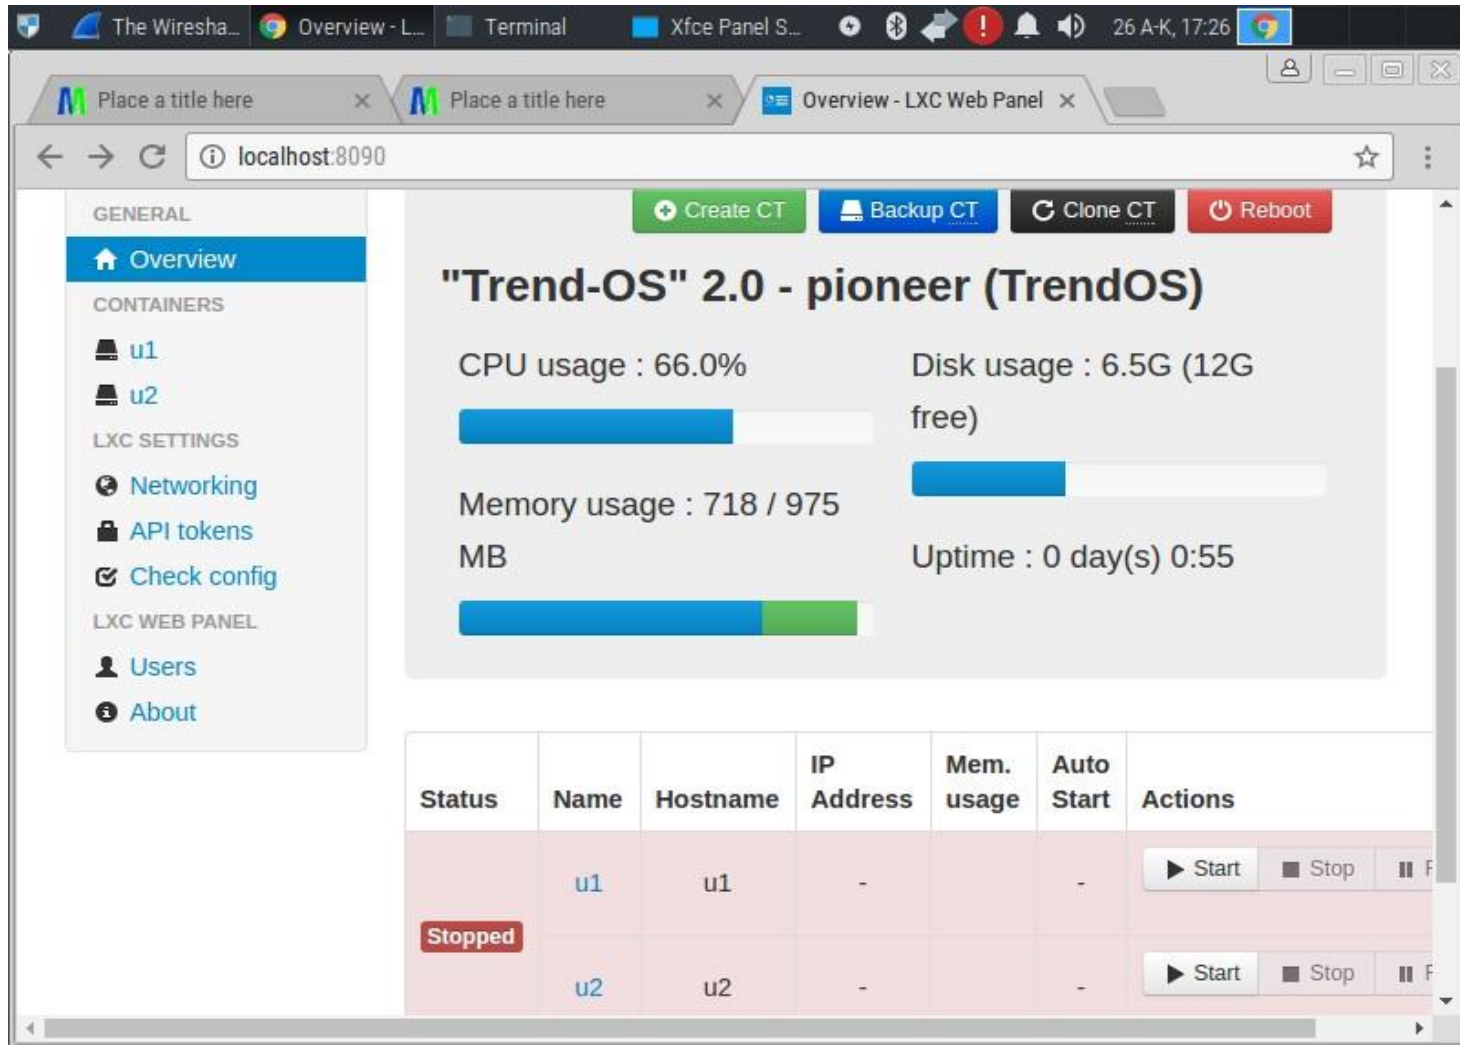 The Wiresha...
Overview - L...
Terminal
Xfce Panel S...
26 A-K, 17:26
Place a title here
Place a title here
Overview - LXC Web Panel
localhost:8090
GENERAL
Overview
CONTAINERS
u1
u2
LXC SETTINGS
Networking
API tokens
Check config
LXC WEB PANEL
Users
About
Create CT
Backup CT
Clone CT
Reboot
"Trend-OS" 2.0 - pioneer (TrendOS)
CPU usage : 66.0%
Memory usage : 718 / 975
MB
Disk usage : 6.5G (12G
free)
Uptime : 0 day(s) 0:55
Status Name Hostname IP Address Mem. usage Auto Start Actions
Stopped
u1 u1 - - Start Stop
u2 u2 - - Start Stop